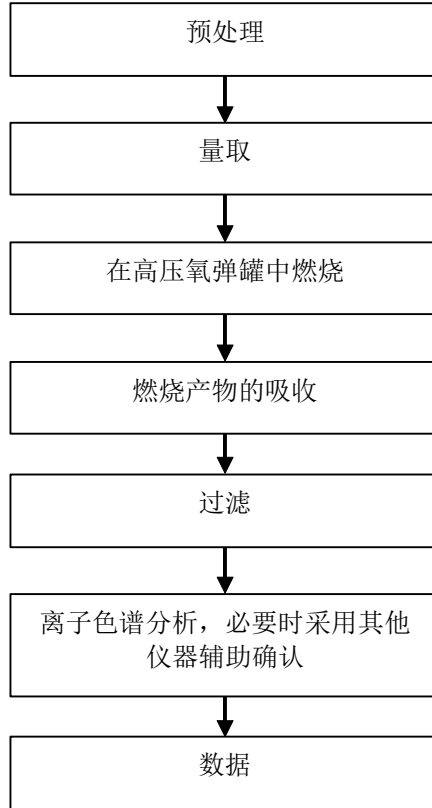 预处理
量取
在高压氧弹罐中燃烧
燃烧产物的吸收
过滤
离子色谱分析，必要时采用其他
仪器辅助确认
数据